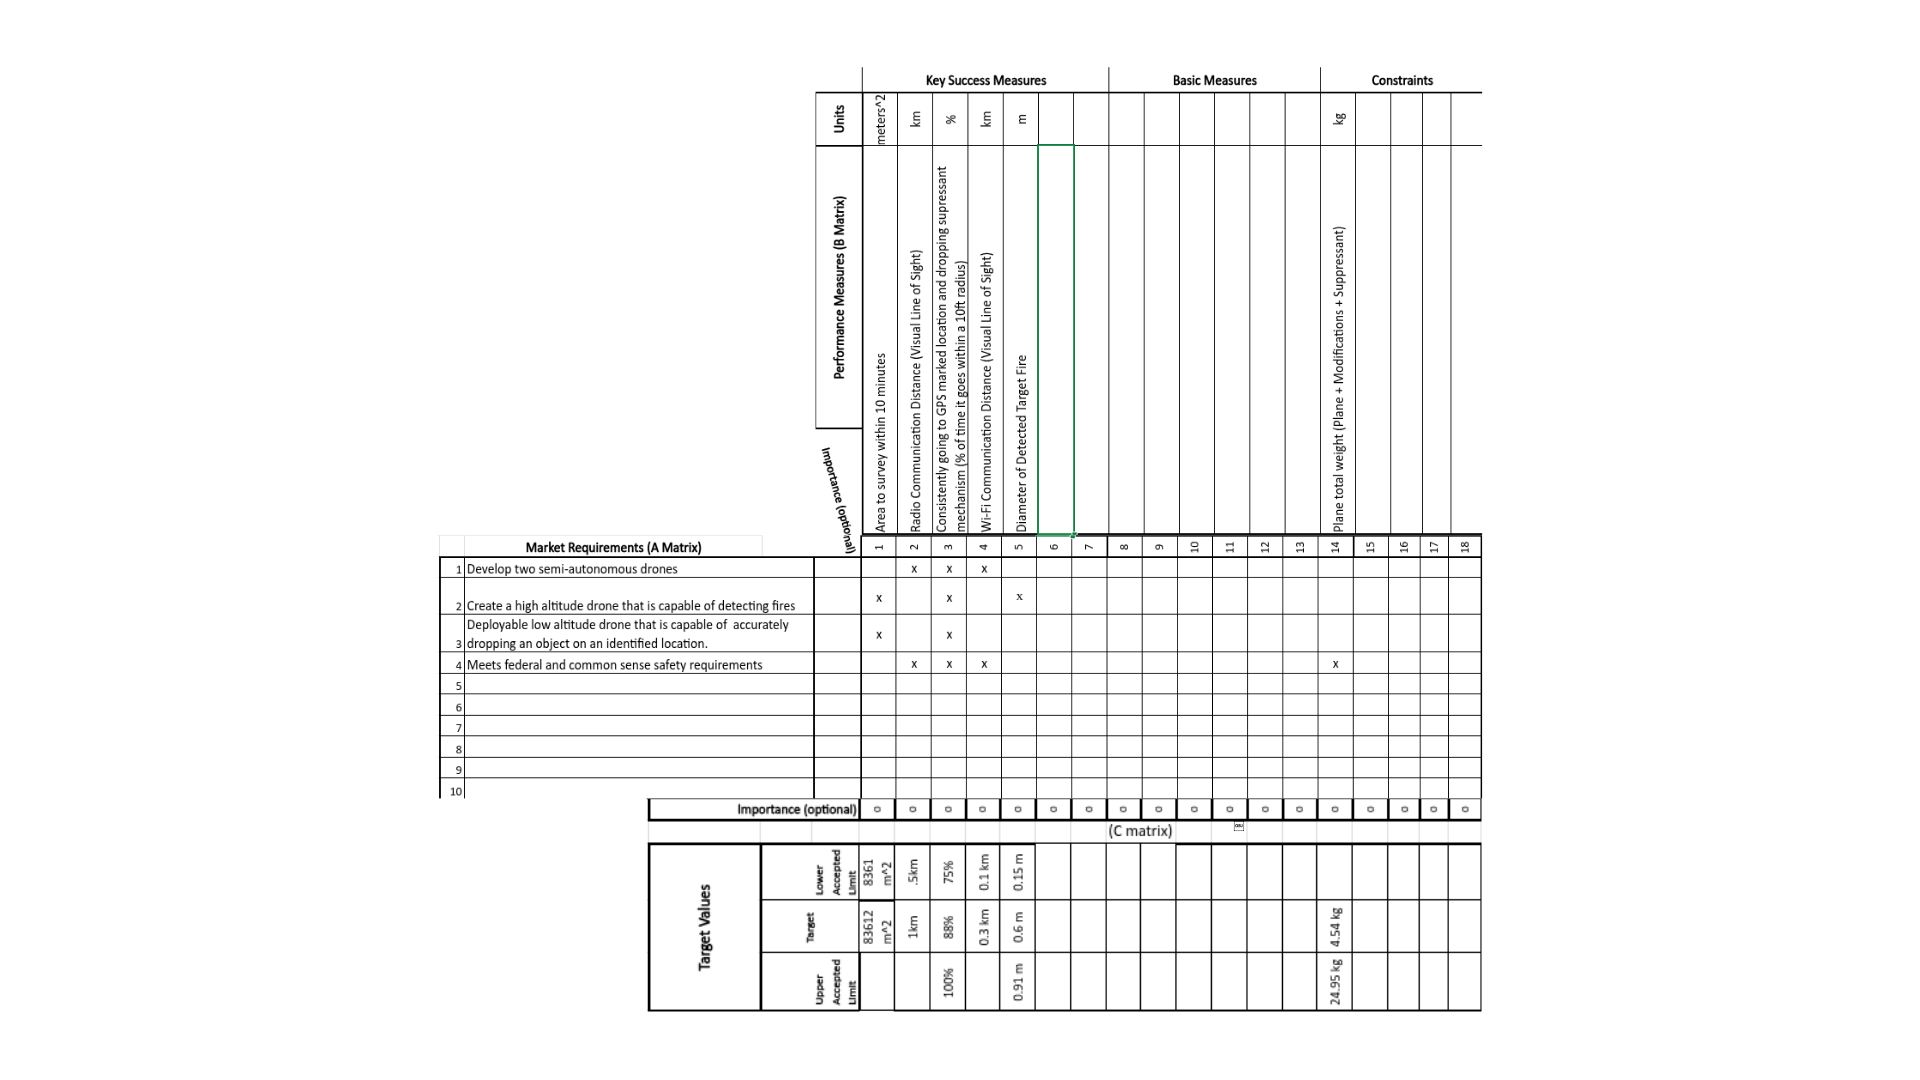 Key Success Measures
Basic Measures
Constraints
Units
meters^2
km
%
km
m
kg
Performance Measures (B Matrix)
Area to survey within 10 minutes
Radio Communication Distance (Visual Line of Sight)
Consistently going to GPS marked location and dropping supressant
mechanism (% of time it goes within a 10ft radius)
Wi-Fi Communication Distance (Visual Line of Sight)
Diameter of Detected Target Fire
Plane total weight (Plane + Modifications + Suppressant)
Importance (optional)
Market Requirements (A Matrix)
1 2 3 4 5 6 7 8 9 10 11 12 13 14 15 16 17 18
1 Develop two semi-autonomous drones x x x
2 Create a high altitude drone that is capable of detecting fires x x x
Deployable low altitude drone that is capable of accurately
3 dropping an object on an identified location. x x
4 Meets federal and common sense safety requirements x x x x
5
6
7
8
9
10
Importance (optional) 0 0 0 0 0 0 0 0 0 0 0 0 0 0 0 0 0 0
(C matrix)
Target Values
Lower
Accepted
Limit
8361
m^2
.5km
75%
0.1 km
0.15 m
Target
83612
m^2
1km
88%
0.3 km
0.6 m
4.54 kg
Upper
Accepted
Limit
100%
0.91 m
24.95 kg